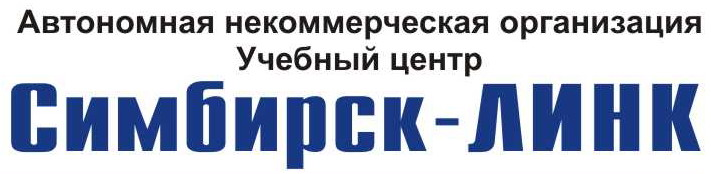 Автономная некоммерческая организация
Учебный центр
Симбирск-ЛИНК